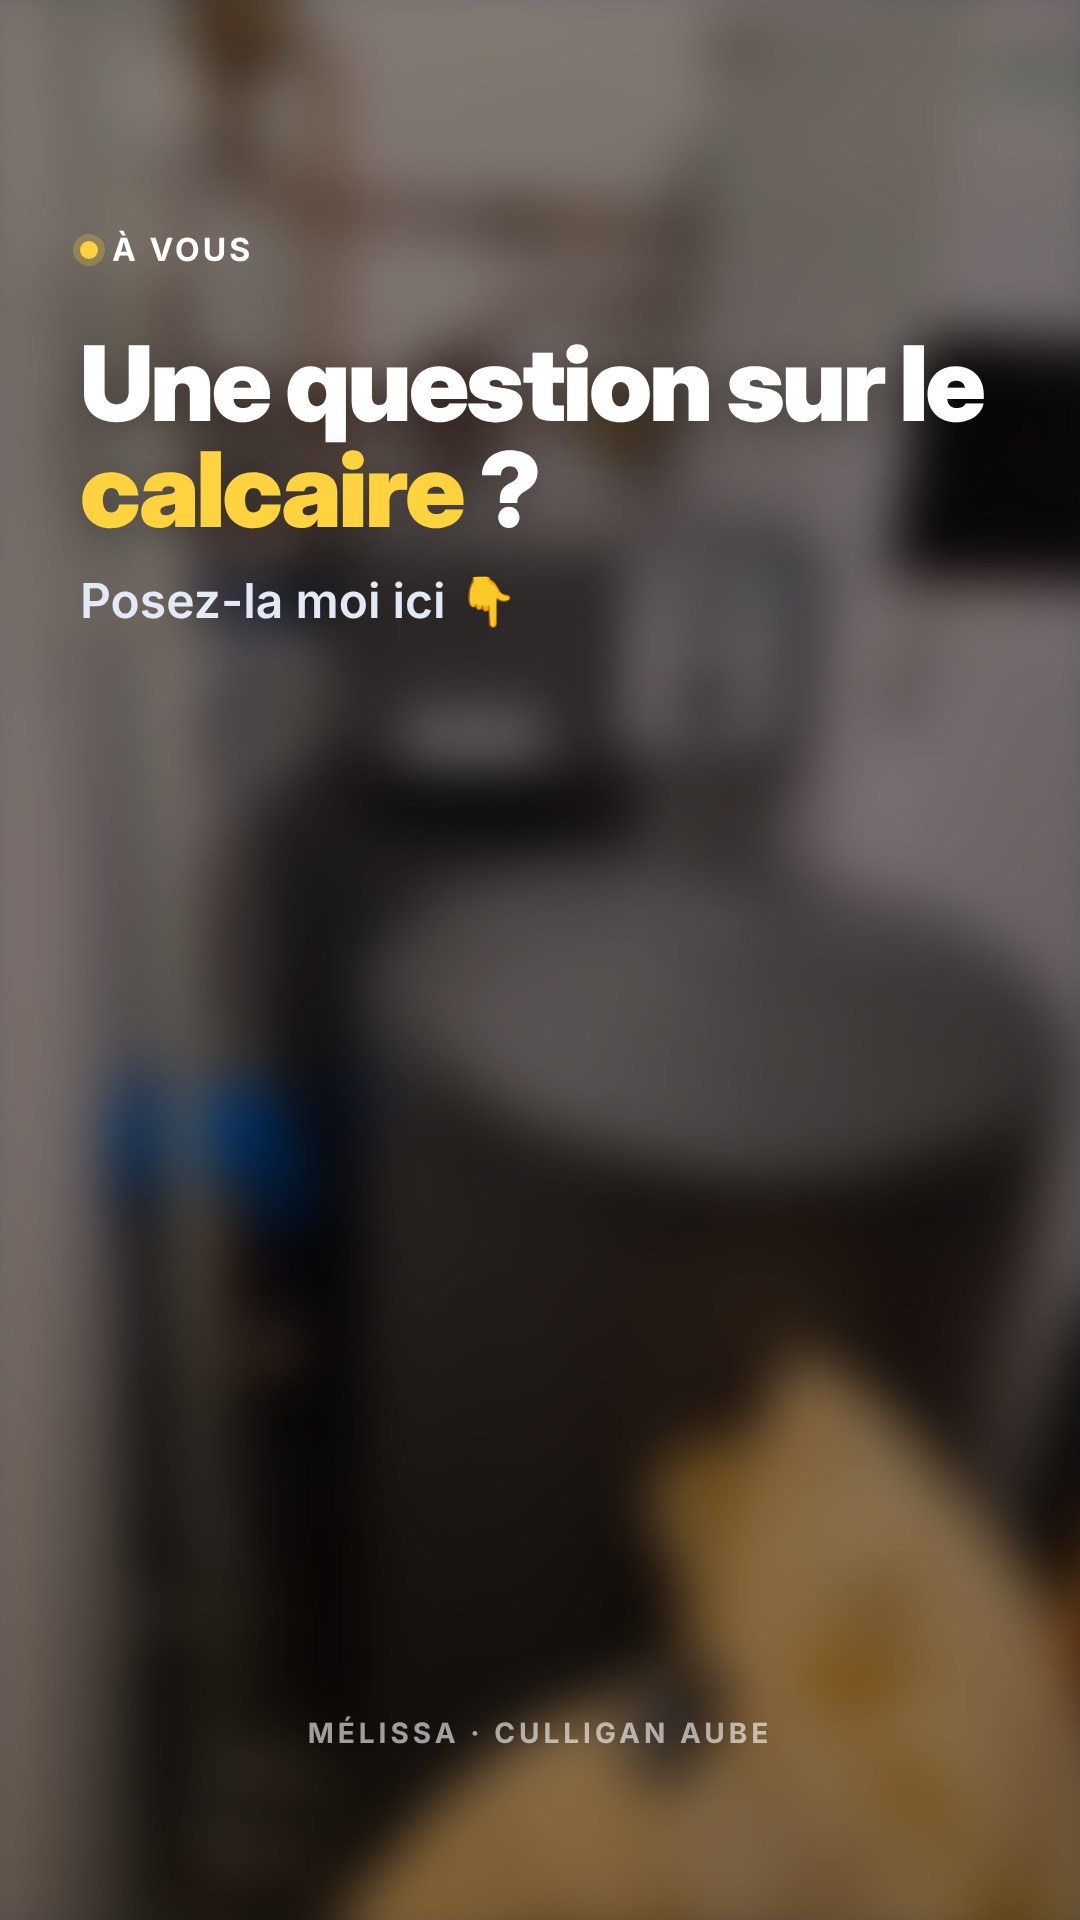 À VOUS
Une question sur le
calcaire ?
Posez-la moi ici 👇
MÉLISSA · CULLIGAN AUBE